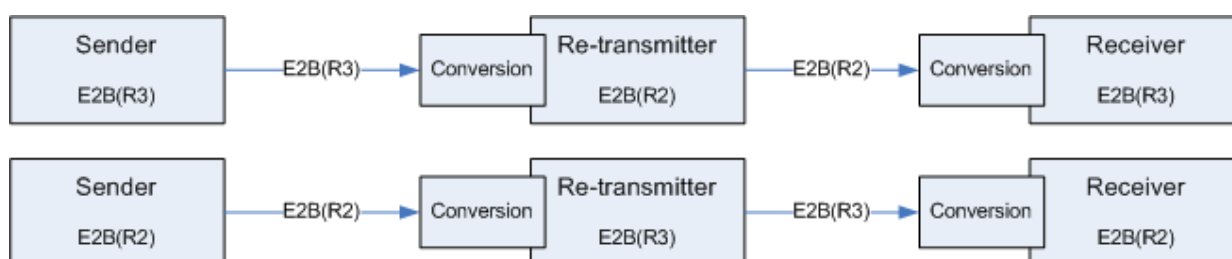 Sender
E2B(R3)
E2B(R3)
Conversion
Re-transmitter
E2B(R2)
E2B(R2)
Conversion
Receiver
E2B(R3)
Sender
E2B(R2)
E2B(R2)
Conversion
Re-transmitter
E2B(R3)
E2B(R3)
Conversion
Receiver
E2B(R2)